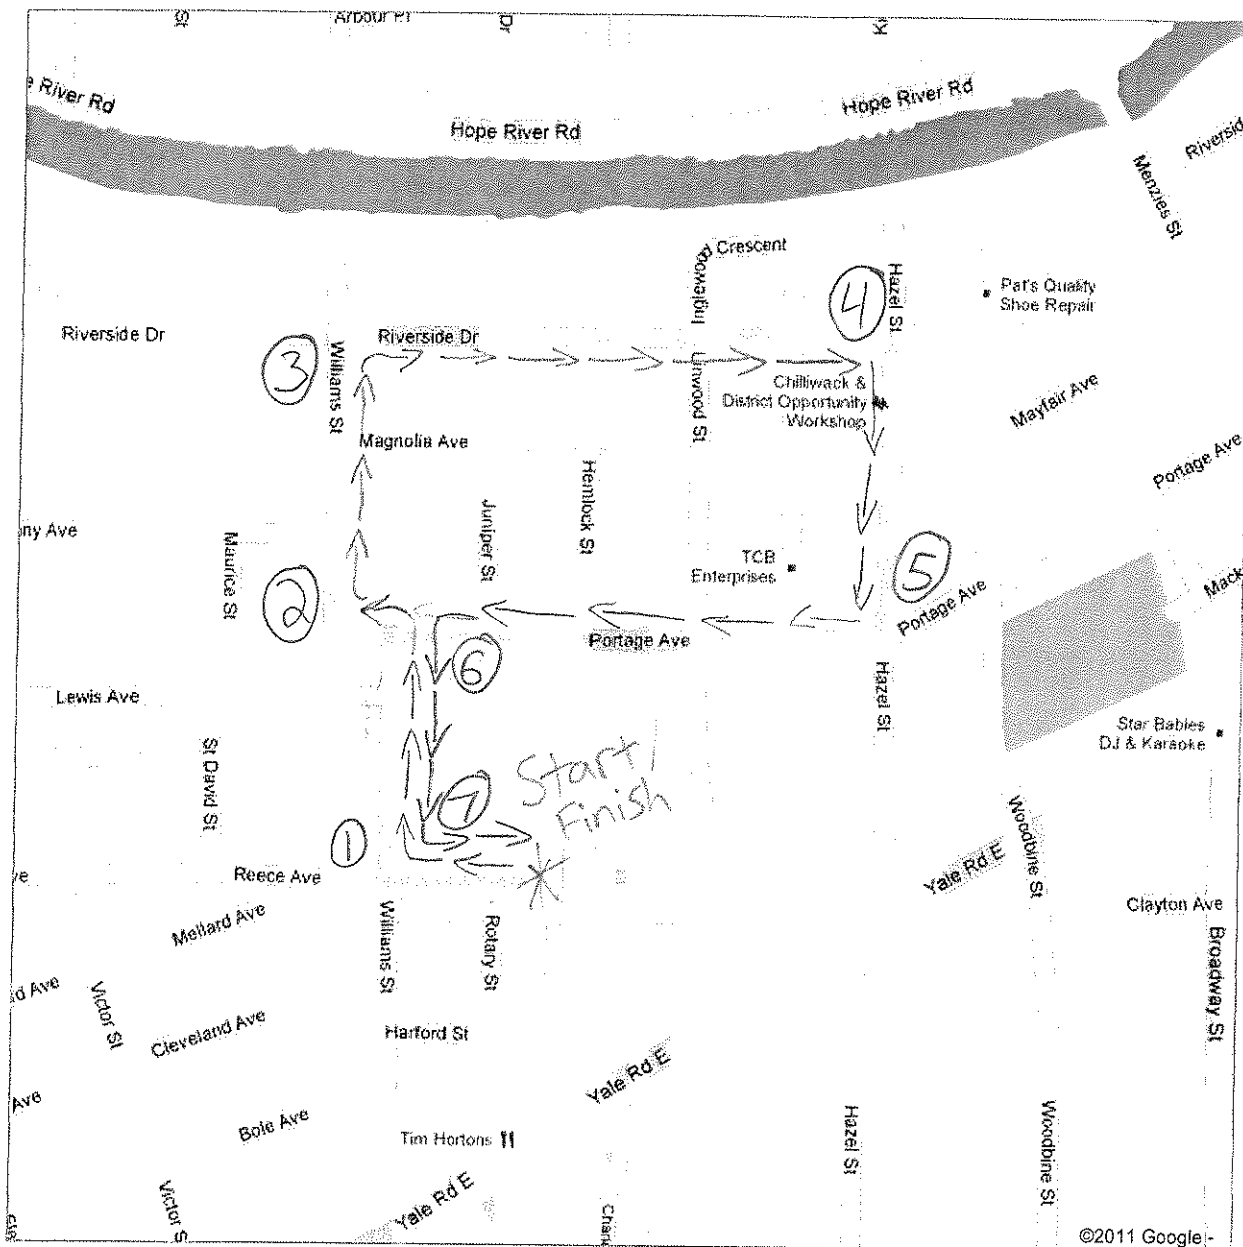 Arbour Pl
Dr
St
River Rd
Hope River Rd
Hope River Rd
Riversid
Menzies St
Inglewood Crescent
4
Hazel St
Pat's Quality
Shoe Repair
Riverside Dr
3
Williams St
Riverside Dr
Linwood St
Chilliwack &
District Opportunity
Workshop
Mayfair Ave
Magnolia Ave
Portage Ave
Hemlock St
Juniper St
ny Ave
Maurice St
2
TCB
Enterprises
5
Portage Ave
Mack
Portage Ave
6
Hazel St
Lewis Ave
Star Babies
DJ & Karaoke
St David St
Start/
Finish
7
1
Woodbine St
Yale Rd E
Reece Ave
Clayton Ave
Mellard Ave
Williams St
Rotary St
Broadway St
d Ave
Victor St
Cleveland Ave
Harford St
Yale Rd E
Ave
Bole Ave
Tim Hortons
Hazel St
Woodbine St
Victor S
Yale Rd E
©2011 Google -